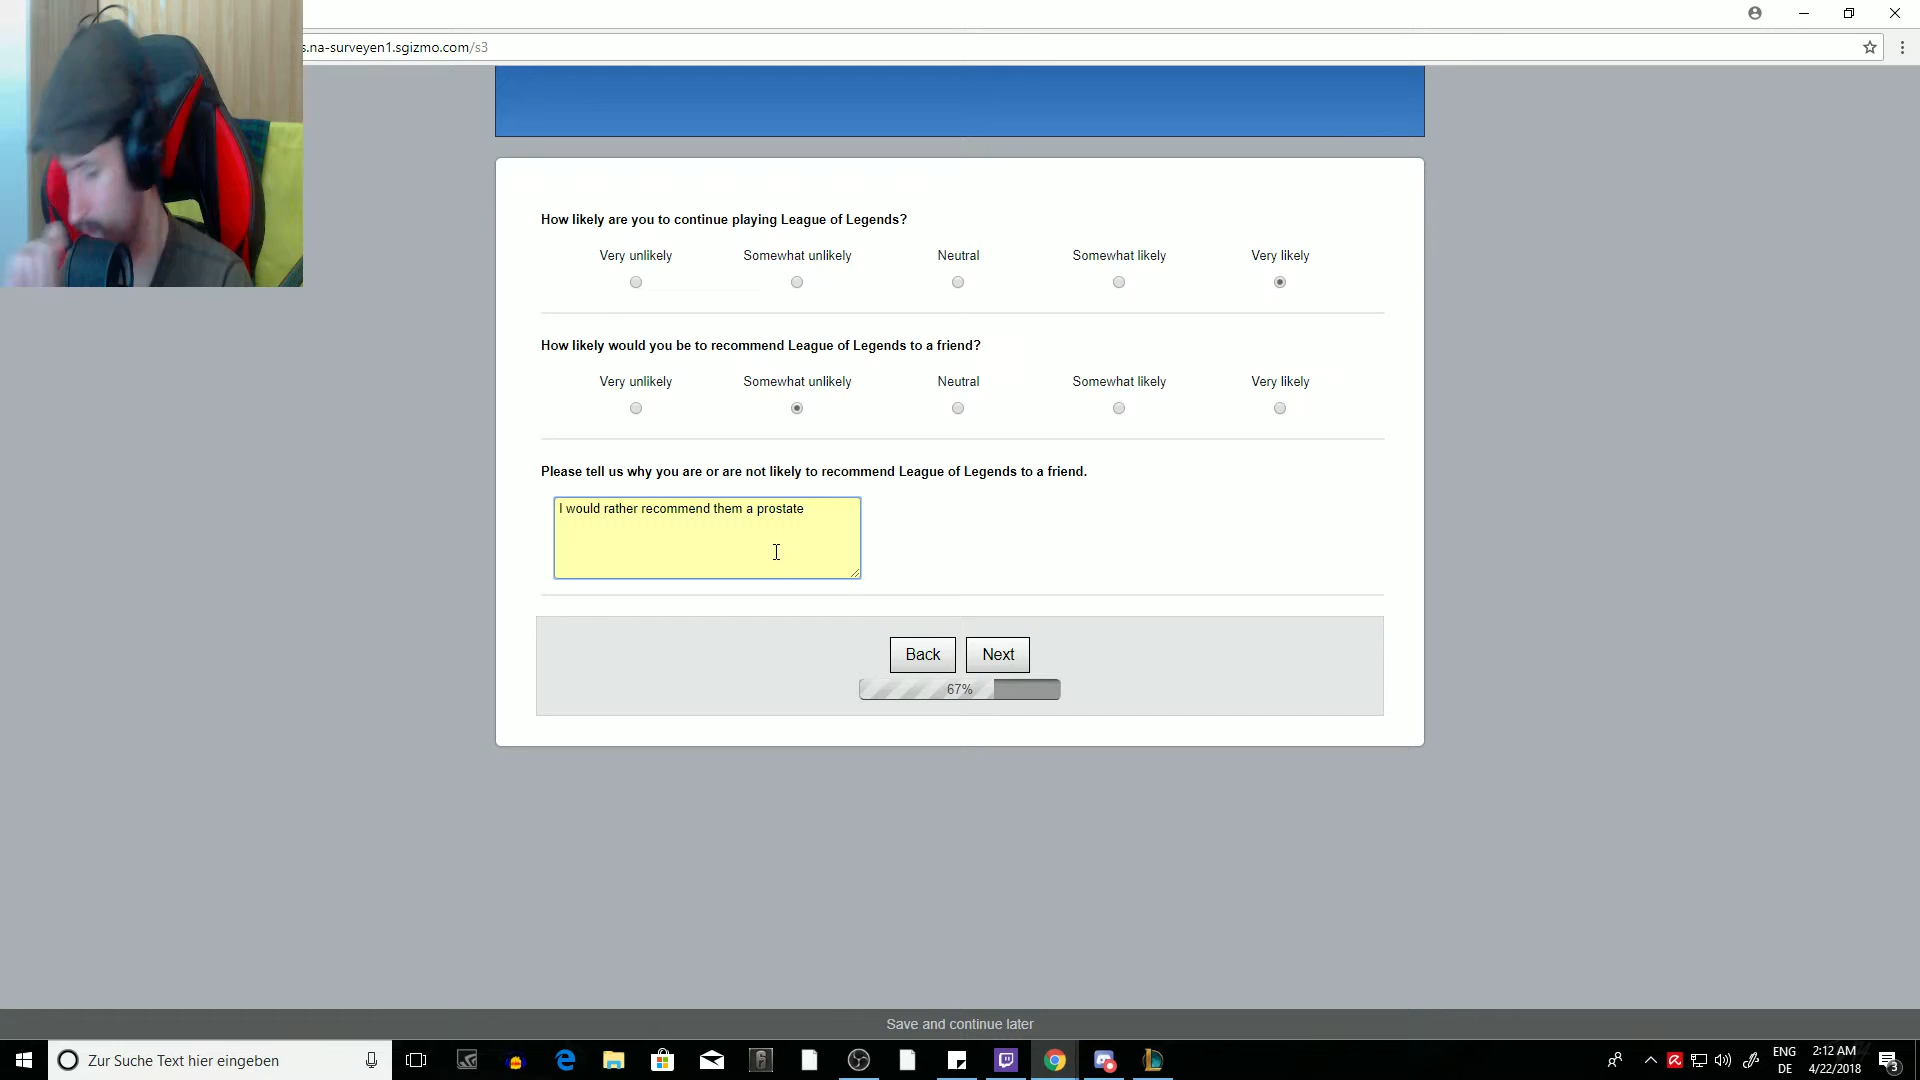 s.na-surveyen1.sgizmo.com/s3
How likely are you to continue playing League of Legends?
Very unlikely Somewhat unlikely Neutral Somewhat likely Very likely
How likely would you be to recommend League of Legends to a friend?
Very unlikely Somewhat unlikely Neutral Somewhat likely Very likely
Please tell us why you are or are not likely to recommend League of Legends to a friend.
I would rather recommend them a prostate
Back Next
67%
Save and continue later
Zur Suche Text hier eingeben
ENG 2:12 AM
DE 4/22/2018 3